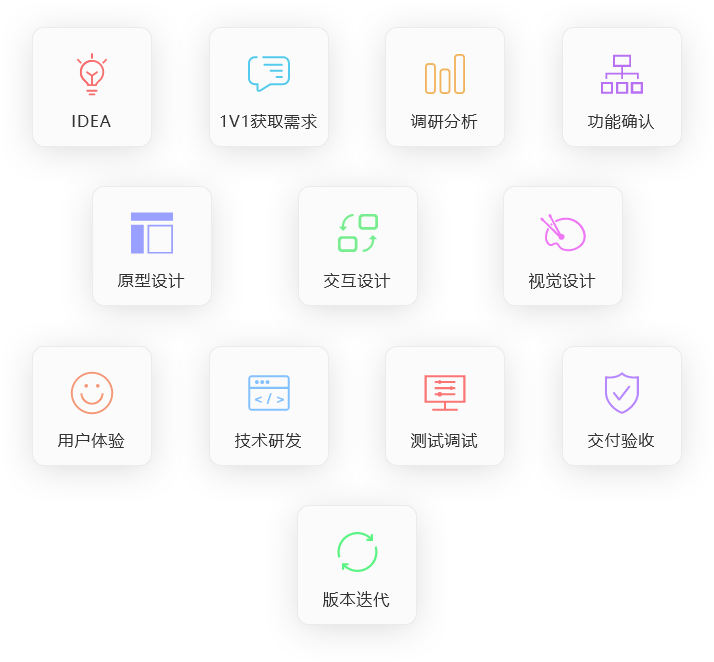 IDEA
1V1获取需求
调研分析
功能确认
原型设计
交互设计
视觉设计
用户体验
技术研发
测试调试
交付验收
版本迭代